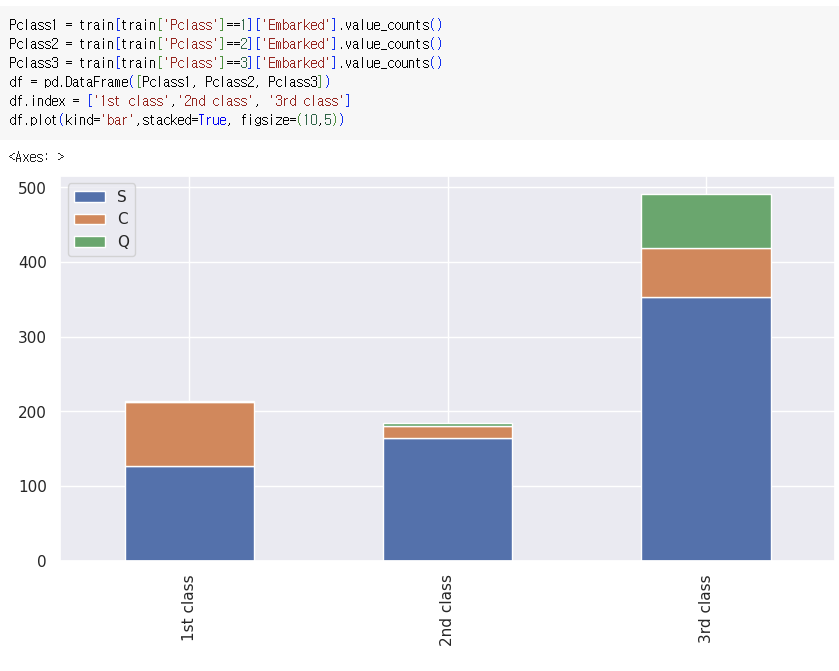 Pclass1 = train[train['Pclass']==1]['Embarked'].value_counts()
Pclass2 = train[train['Pclass']==2]['Embarked'].value_counts()
Pclass3 = train[train['Pclass']==3]['Embarked'].value_counts()
df = pd.DataFrame([Pclass1, Pclass2, Pclass3])
df.index = ['1st class','2nd class', '3rd class']
df.plot(kind='bar',stacked=True, figsize=(10,5))
<Axes: >
500
400
300
200
100
0
S
C
Q
1st class
2nd class
3rd class